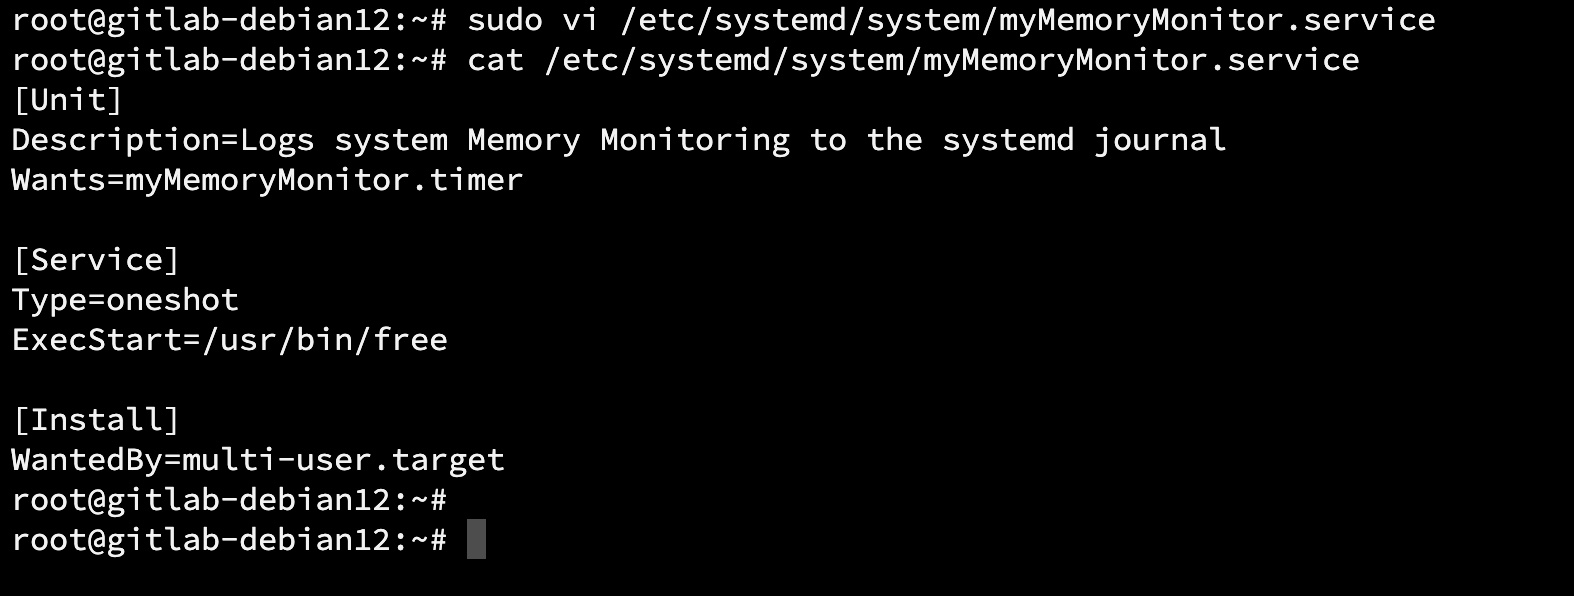 root@gitlab-debian12:~# sudo vi /etc/systemd/system/myMemoryMonitor.service
root@gitlab-debian12:~# cat /etc/systemd/system/myMemoryMonitor.service
[Unit]
Description=Logs system Memory Monitoring to the systemd journal
Wants=myMemoryMonitor.timer

[Service]
Type=oneshot
ExecStart=/usr/bin/free

[Install]
WantedBy=multi-user.target
root@gitlab-debian12:~#
root@gitlab-debian12:~#